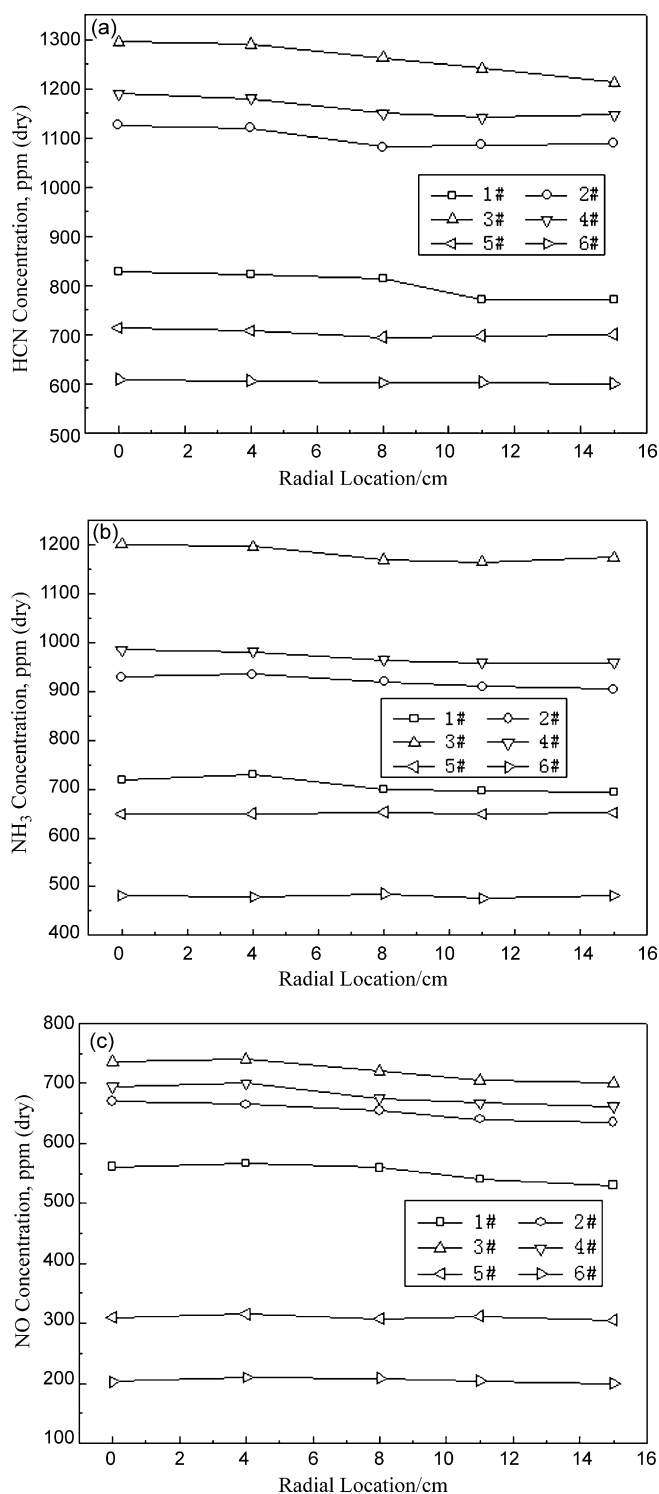 (a)
1300
1200
1100
1000
900
800
700
600
500
HCN Concentration, ppm (dry)
1# 2#
3# 4#
5# 6#
0 2 4 6 8 10 12 14 16
Radial Location/cm
(b)
1200
1100
1000
900
800
700
600
500
400
NH3 Concentration, ppm (dry)
1# 2#
3# 4#
5# 6#
0 2 4 6 8 10 12 14 16
Radial Location/cm
(c)
800
700
600
500
400
300
200
100
NO Concentration, ppm (dry)
1# 2#
3# 4#
5# 6#
0 2 4 6 8 10 12 14 16
Radial Location/cm